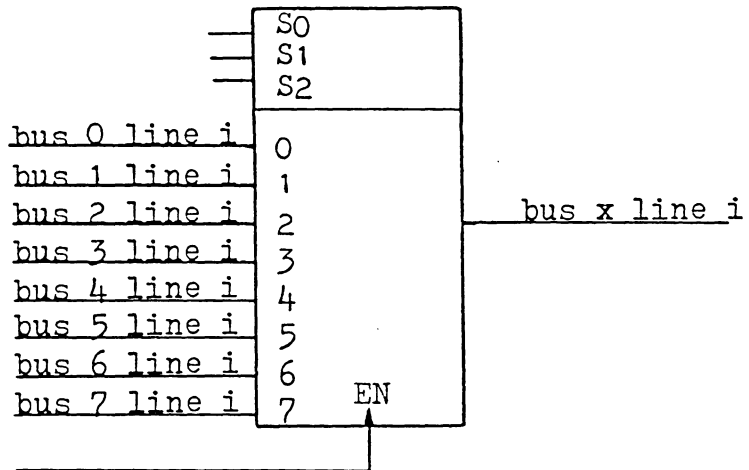 S0
S1
S2
bus 0 line i 0
bus 1 line i 1
bus 2 line i 2
bus x line i
bus 3 line i 3
bus 4 line i 4
bus 5 line i 5
bus 6 line i 6
EN
bus 7 line i 7